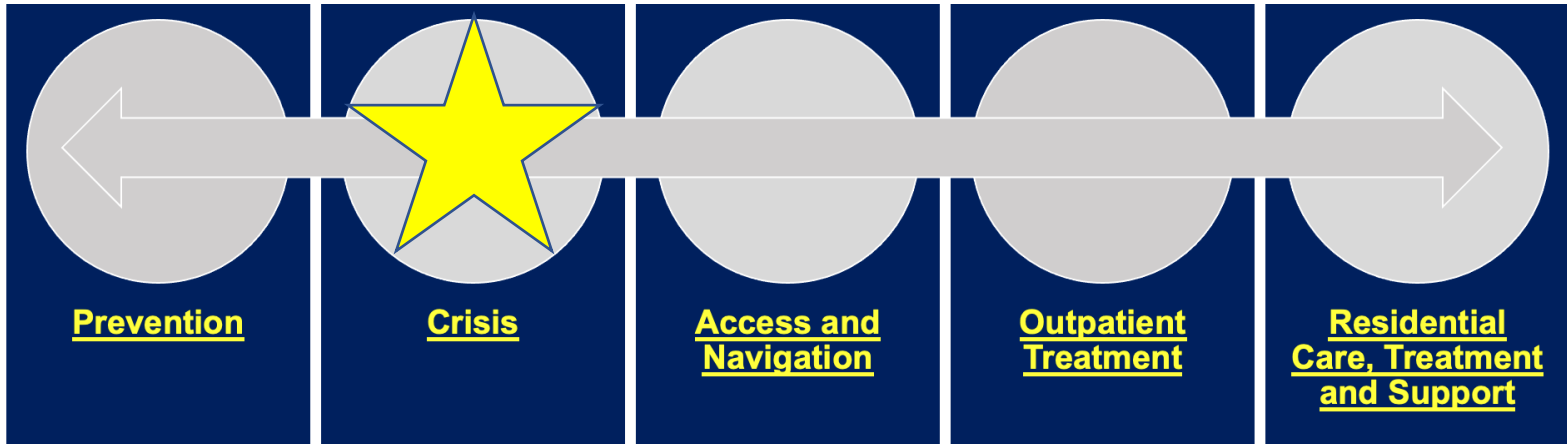 Prevention
Crisis
Access and
Navigation
Outpatient
Treatment
Residential
Care, Treatment
and Support